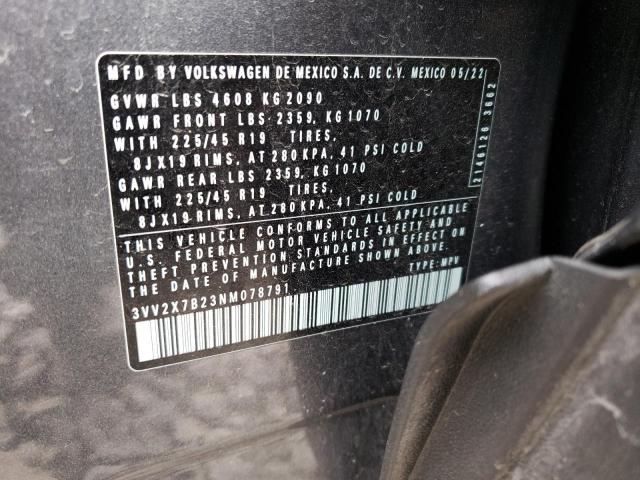 MFD BY VOLKSWAGEN DE MEXICO S.A. DE C.V. MEXICO 05/22
GVWR LBS 4608 KG 2090
GAWR FRONT LBS. 2359, KG 1070
WITH 225/45 R19 TIRES,
8JX19 RIMS, AT 280 KPA, 41 PSI COLD
GAWR REAR LBS 2359, KG 1070
WITH 225/45 R19 TIRES.
8JX19 RIMS, AT 280 KPA, 41 PSI COLD
THIS VEHICLE CONFORMS TO ALL APPLICABLE
U.S. FEDERAL MOTOR VEHICLE SAFETY AND
THEFT PREVENTION STANDARDS IN EFFECT ON
THE DATE OF MANUFACTURE SHOWN ABOVE.
3VV2X7B23NM078791 TYPE: MPV
2146126 3662